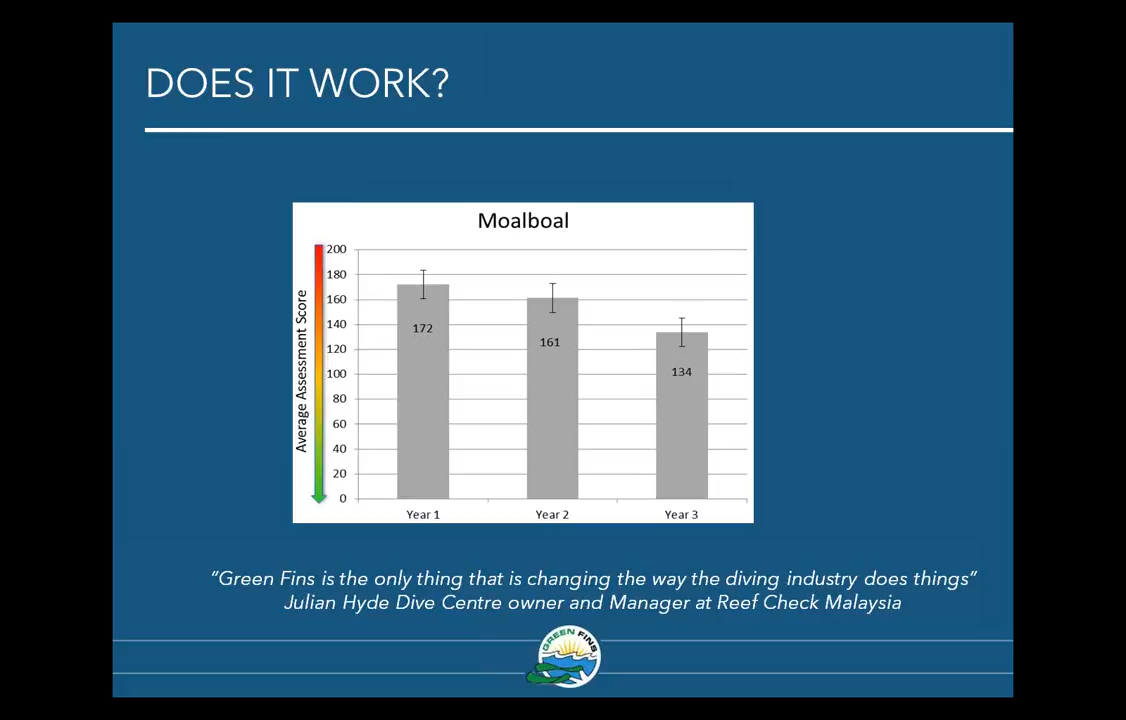 DOES IT WORK?
Moalboal
Average Assessment Score
200
180
160
140
120
100
80
60
40
20
0
172
161
134
Year 1
Year 2
Year 3
"Green Fins is the only thing that is changing the way the diving industry does things"
Julian Hyde Dive Centre owner and Manager at Reef Check Malaysia
GREEN FINS